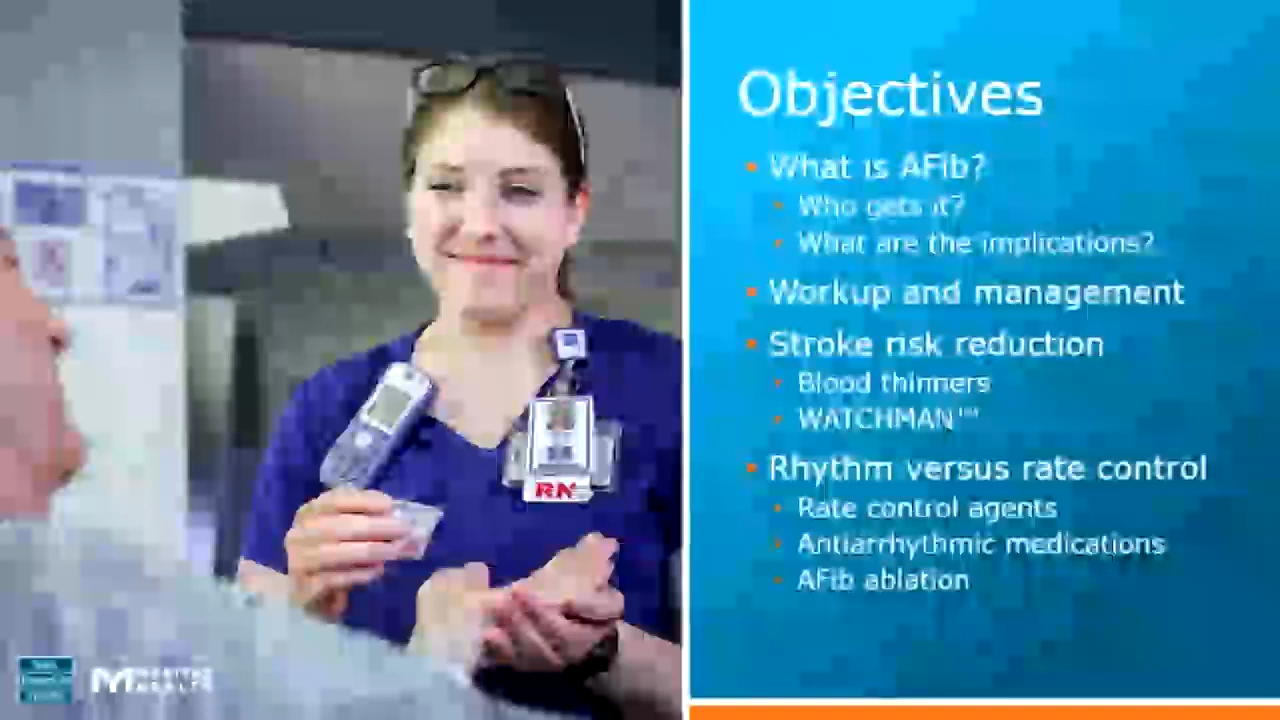 Objectives
What is AFib?
Who gets it?
What are the implications?
Workup and management
Stroke risk reduction
Blood thinners
WATCHMAN™
Rhythm versus rate control
Rate control agents
Antiarrhythmic medications
AFib ablation
RN